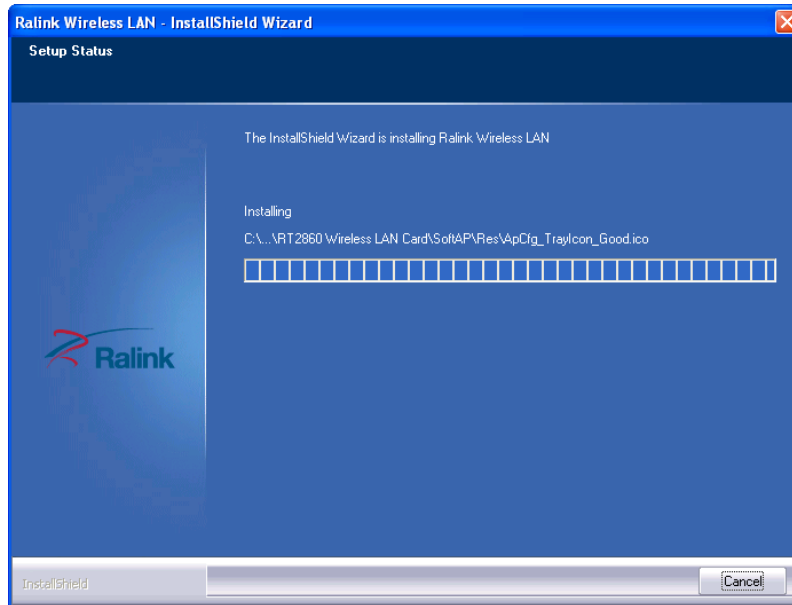 Ralink Wireless LAN - InstallShield Wizard
Setup Status
The InstallShield Wizard is installing Ralink Wireless LAN
Installing
C:\...\RT2860 Wireless LAN Card\SoftAP\Res\ApCfg_TrayIcon_Good.ico
Ralink
InstallShield
Cancel